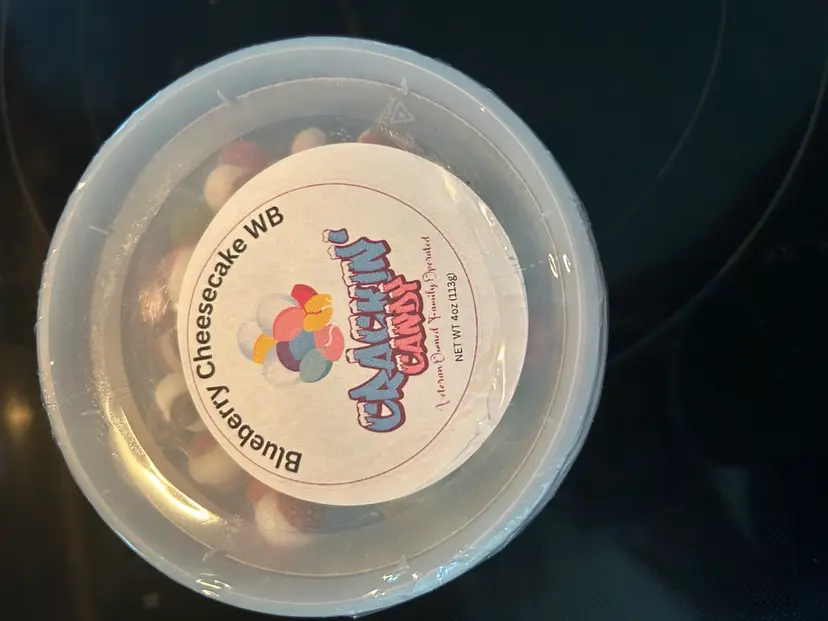 Blueberry Cheesecake WB
CRACKIN'
CANDY
Veteran Owned Family Operated
NET WT 4oz (113g)